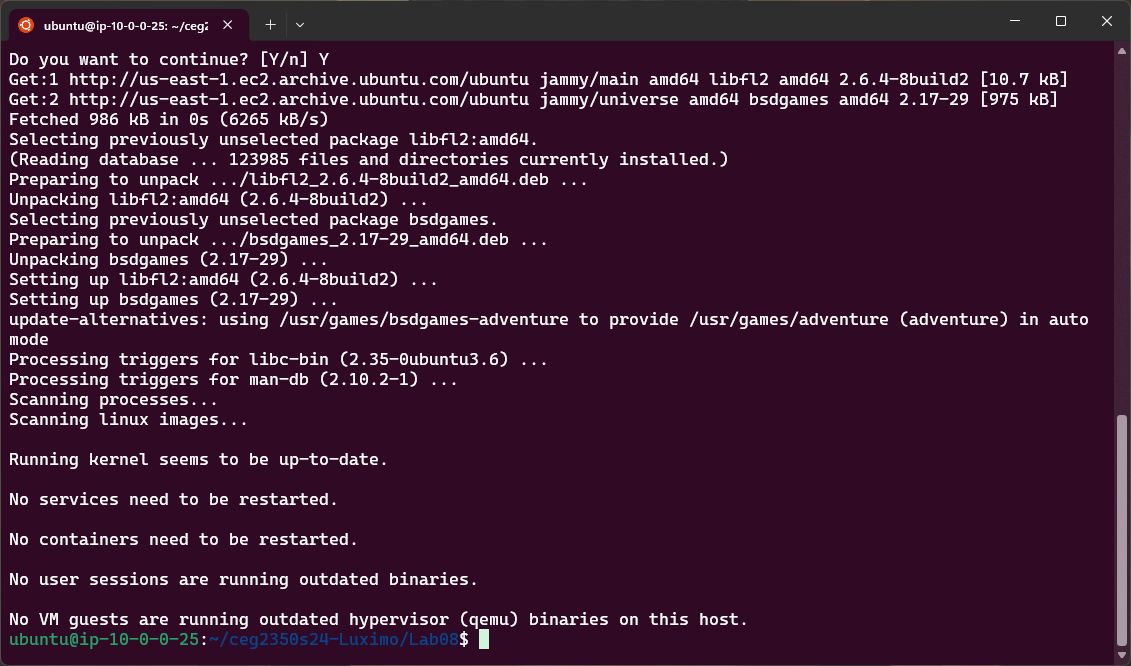 ubuntu@ip-10-0-0-25: ~/ceg2
Do you want to continue? [Y/n] Y
Get:1 http://us-east-1.ec2.archive.ubuntu.com/ubuntu jammy/main amd64 libfl2 amd64 2.6.4-8build2 [10.7 kB]
Get:2 http://us-east-1.ec2.archive.ubuntu.com/ubuntu jammy/universe amd64 bsdgames amd64 2.17-29 [975 kB]
Fetched 986 kB in 0s (6265 kB/s)
Selecting previously unselected package libfl2:amd64.
(Reading database ... 123985 files and directories currently installed.)
Preparing to unpack .../libfl2_2.6.4-8build2_amd64.deb ...
Unpacking libfl2:amd64 (2.6.4-8build2) ...
Selecting previously unselected package bsdgames.
Preparing to unpack .../bsdgames_2.17-29_amd64.deb ...
Unpacking bsdgames (2.17-29) ...
Setting up libfl2:amd64 (2.6.4-8build2) ...
Setting up bsdgames (2.17-29) ...
update-alternatives: using /usr/games/bsdgames-adventure to provide /usr/games/adventure (adventure) in auto
mode
Processing triggers for libc-bin (2.35-0ubuntu3.6) ...
Processing triggers for man-db (2.10.2-1) ...
Scanning processes...
Scanning linux images...
Running kernel seems to be up-to-date.
No services need to be restarted.
No containers need to be restarted.
No user sessions are running outdated binaries.
No VM guests are running outdated hypervisor (qemu) binaries on this host.
ubuntu@ip-10-0-0-25:~/ceg2350s24-Luximo/Lab08$